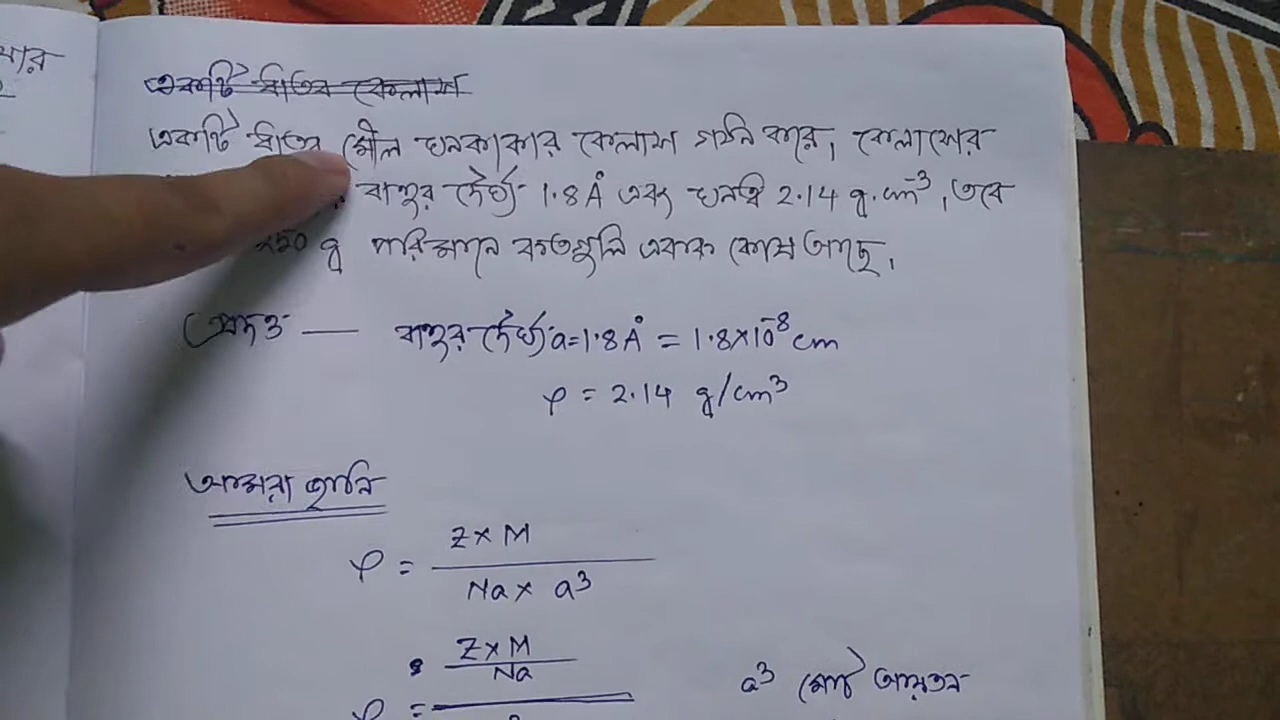 একটি ধাতব কেলাস
একটি ধাতব মৌল ঘনকাকার কেলাস গঠন করে, কেলাসের
বাহুর দৈর্ঘ্য 1.8 Å এবং ঘনত্ব 2.14 g.cm⁻³, তবে
g পরিমানে কতগুলি একক কোষ আছে,
প্রদত্ত — বাহুর দৈর্ঘ্য a = 1.8 Å = 1.8×10⁻⁸ cm
ρ = 2.14 g/cm³
আমরা জানি
ρ = Z × M / Na × a³
Z × M / Na
ρ =
a³ মোট আয়তন